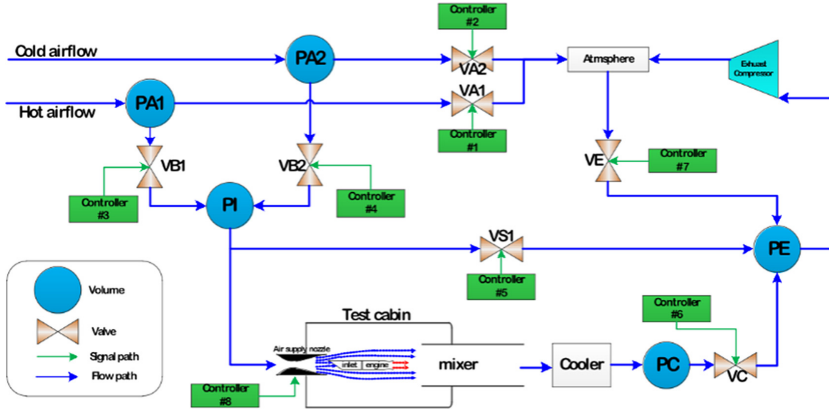 Controller
#2
Cold airflow
PA2
VA2
Atmsphere
Exhuast
Compressor
PA1
VA1
Hot airflow
Controller
#1
VB1
VB2
VE
Controller
#7
Controller
#3
Controller
#4
PI
VS1
PE
Controller
#5
Volume
Valve
Signal path
Flow path
Test cabin
Controller
#6
Air supply nozzle
inlet
engine
mixer
Cooler
PC
VC
Controller
#8